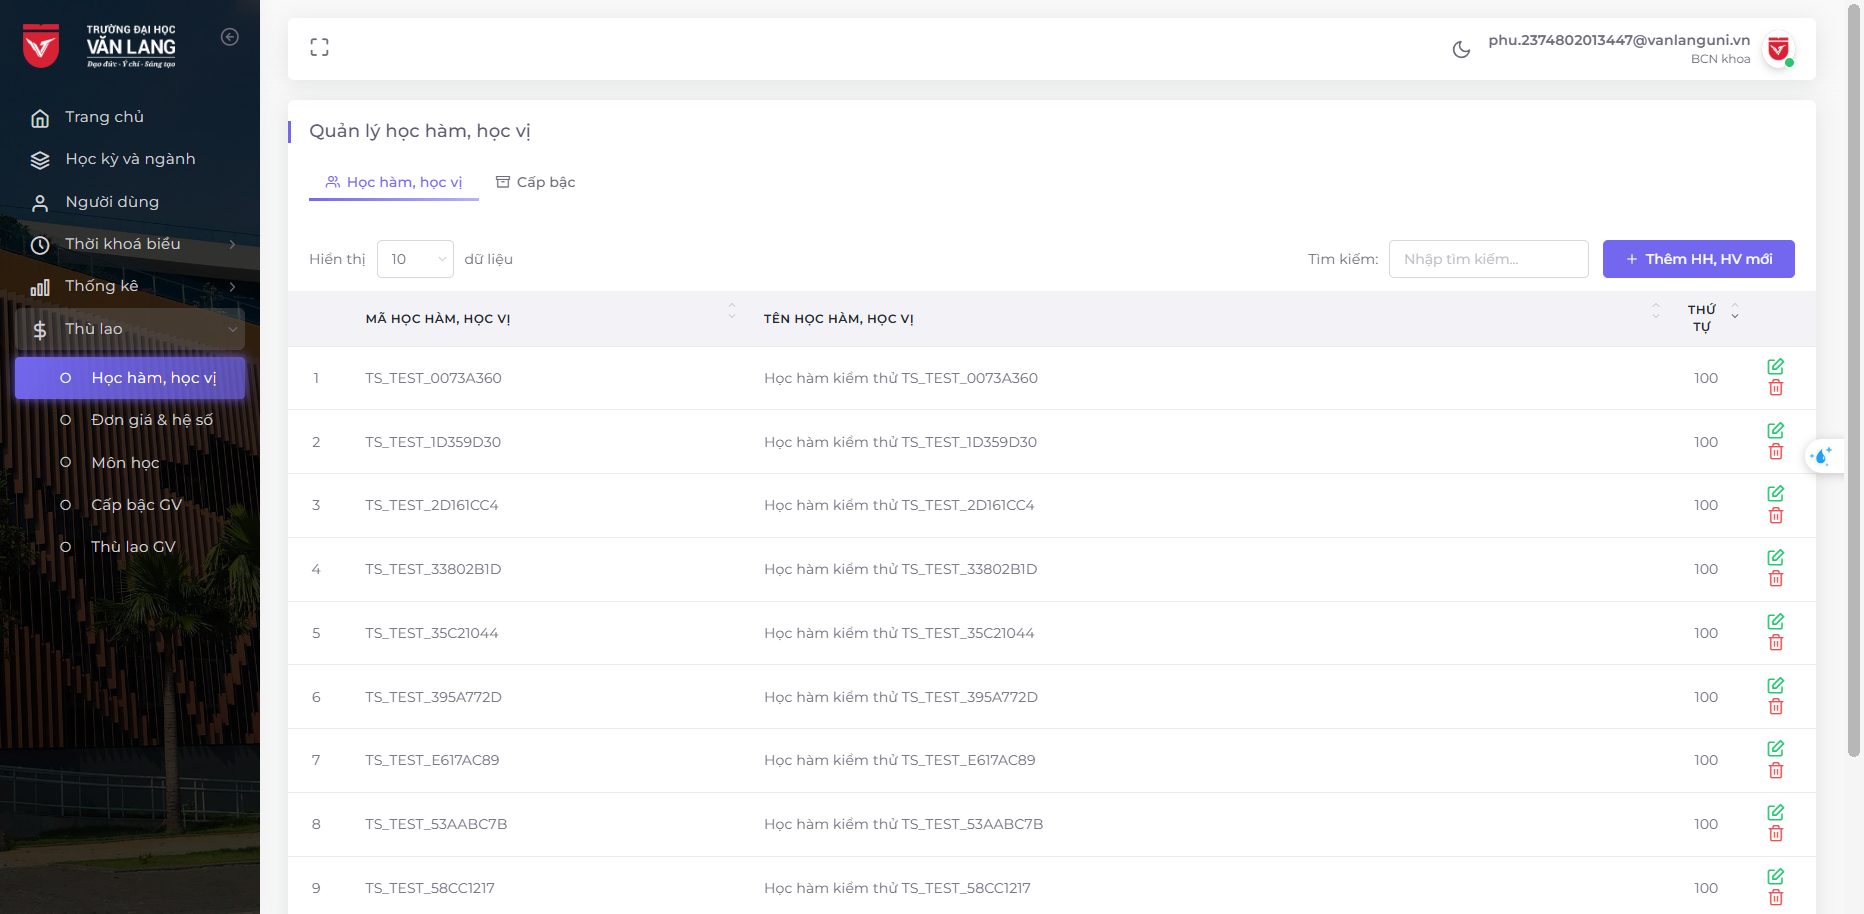 TRƯỜNG ĐẠI HỌC
VĂN LANG
Đạo đức - Ý chí - Sáng tạo
Trang chủ
Học kỳ và ngành
Người dùng
Thời khoá biểu
Thống kê
Thù lao
Học hàm, học vị
Đơn giá & hệ số
Môn học
Cấp bậc GV
Thù lao GV
phu.2374802013447@vanlanguni.vn
BCN khoa
Quản lý học hàm, học vị
Học hàm, học vị
Cấp bậc
Hiển thị 10 dữ liệu
Tìm kiếm: Nhập tìm kiếm...
+ Thêm HH, HV mới
MÃ HỌC HÀM, HỌC VỊ TÊN HỌC HÀM, HỌC VỊ THỨ TỰ
1 TS_TEST_0073A360 Học hàm kiểm thử TS_TEST_0073A360 100
2 TS_TEST_1D359D30 Học hàm kiểm thử TS_TEST_1D359D30 100
3 TS_TEST_2D161CC4 Học hàm kiểm thử TS_TEST_2D161CC4 100
4 TS_TEST_33802B1D Học hàm kiểm thử TS_TEST_33802B1D 100
5 TS_TEST_35C21044 Học hàm kiểm thử TS_TEST_35C21044 100
6 TS_TEST_395A772D Học hàm kiểm thử TS_TEST_395A772D 100
7 TS_TEST_E617AC89 Học hàm kiểm thử TS_TEST_E617AC89 100
8 TS_TEST_53AABC7B Học hàm kiểm thử TS_TEST_53AABC7B 100
9 TS_TEST_58CC1217 Học hàm kiểm thử TS_TEST_58CC1217 100